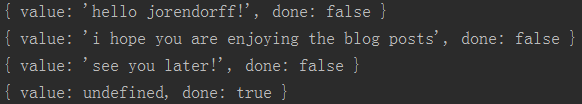 { value: 'hello jorendorff!', done: false }
{ value: 'i hope you are enjoying the blog posts', done: false }
{ value: 'see you later!', done: false }
{ value: undefined, done: true }